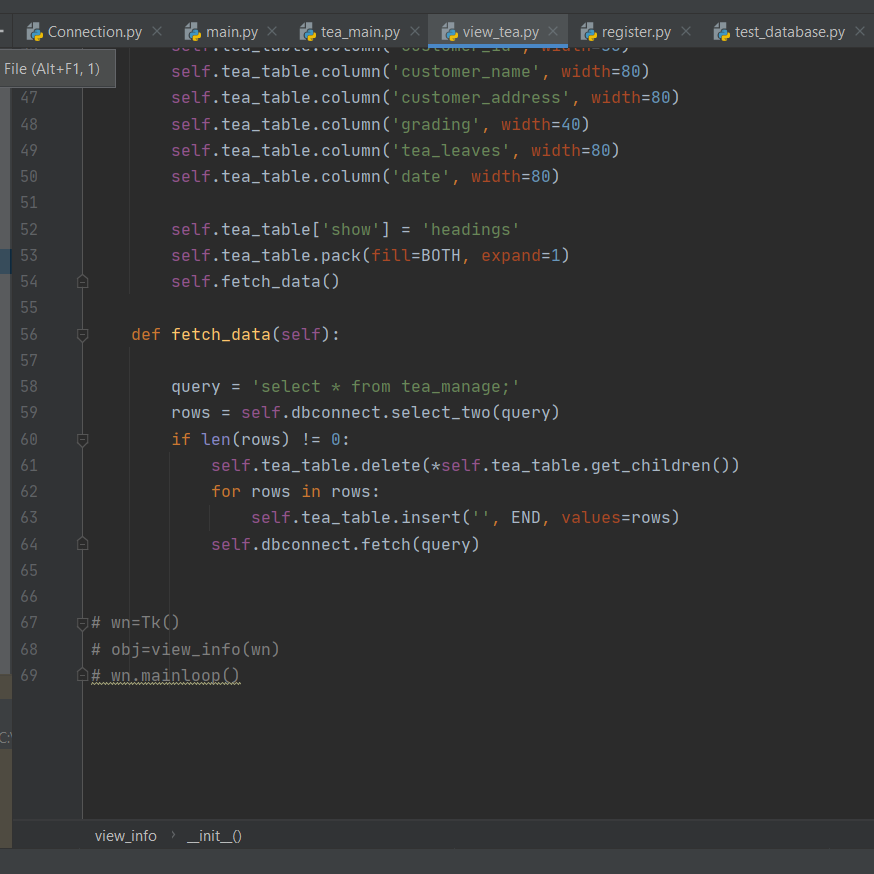 Connection.py × main.py × tea_main.py × view_tea.py × register.py × test_database.py ×
File (Alt+F1, 1)
self.tea_table.column('customer_id', width=50)
self.tea_table.column('customer_name', width=80)
47 self.tea_table.column('customer_address', width=80)
48 self.tea_table.column('grading', width=40)
49 self.tea_table.column('tea_leaves', width=80)
50 self.tea_table.column('date', width=80)
51
52 self.tea_table['show'] = 'headings'
53 self.tea_table.pack(fill=BOTH, expand=1)
54 self.fetch_data()
55
56 def fetch_data(self):
57
58 query = 'select * from tea_manage;'
59 rows = self.dbconnect.select_two(query)
60 if len(rows) != 0:
61 self.tea_table.delete(*self.tea_table.get_children())
62 for rows in rows:
63 self.tea_table.insert('', END, values=rows)
64 self.dbconnect.fetch(query)
65
66
67 # wn=Tk()
68 # obj=view_info(wn)
69 # wn.mainloop()
C:\
view_info › __init__()